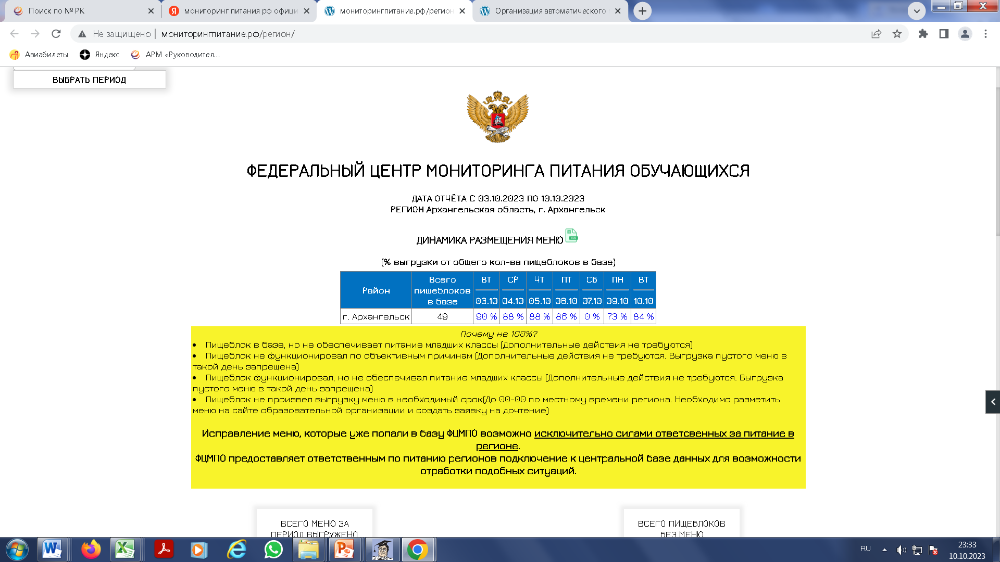 Поиск по № РК
мониторинг питания рф офици
мониторингпитание.рф/регион
Организация автоматического
Не защищено | мониторингпитание.рф/регион/
Авиабилеты
Яндекс
АРМ «Руководител...
ВЫБРАТЬ ПЕРИОД
ФЕДЕРАЛЬНЫЙ ЦЕНТР МОНИТОРИНГА ПИТАНИЯ ОБУЧАЮЩИХСЯ
ДАТА ОТЧЁТА С 03.10.2023 ПО 10.10.2023
РЕГИОН Архангельская область, г. Архангельск
ДИНАМИКА РАЗМЕЩЕНИЯ МЕНЮ
XLS
(% выгрузки от общего кол-ва пищеблоков в базе)
Район Всего пищеблоков в базе ВТ 03.10 СР 04.10 ЧТ 05.10 ПТ 06.10 СБ 07.10 ПН 09.10 ВТ 10.10
г. Архангельск 49 90 % 88 % 88 % 86 % 0 % 73 % 84 %
Почему не 100%?
• Пищеблок в базе, но не обеспечивает питание младших классы (Дополнительные действия не требуются)
• Пищеблок не функционировал по объективным причинам (Дополнительные действия не требуются. Выгрузка пустого меню в
такой день запрещена)
• Пищеблок функционировал, но не обеспечивал питание младших классы (Дополнительные действия не требуются. Выгрузка
пустого меню в такой день запрещена)
• Пищеблок не произвел выгрузку меню в необходимый срок(До 00-00 по местному времени региона. Необходимо разметить
меню на сайте образовательной организации и создать заявку на дочтение)
Исправление меню, которые уже попали в базу ФЦМПО возможно исключительно силами ответсвенных за питание в
регионе.
ФЦМПО предоставляет ответственным по питанию регионов подключение к центральной базе данных для возможности
отработки подобных ситуаций.
ВСЕГО МЕНЮ ЗА
ПЕРИОД ВЫГРУЖЕНО
ВСЕГО ПИЩЕБЛОКОВ
БЕЗ МЕНЮ
RU
23:33
10.10.2023